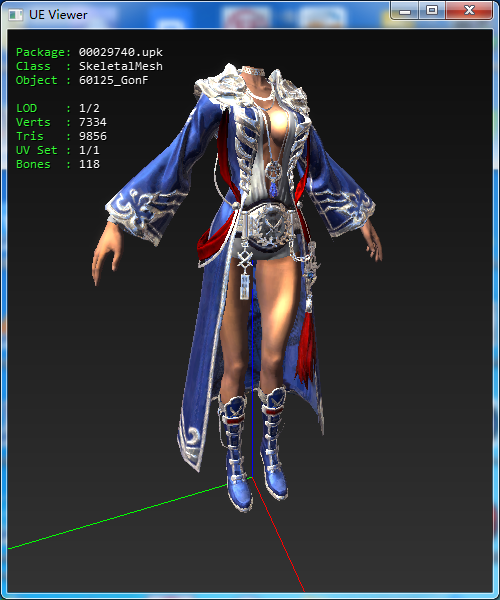 UE Viewer
Package: 00029740.upk
Class  : SkeletalMesh
Object : 60125_GonF
LOD    : 1/2
Verts  : 7334
Tris   : 9856
UV Set : 1/1
Bones  : 118